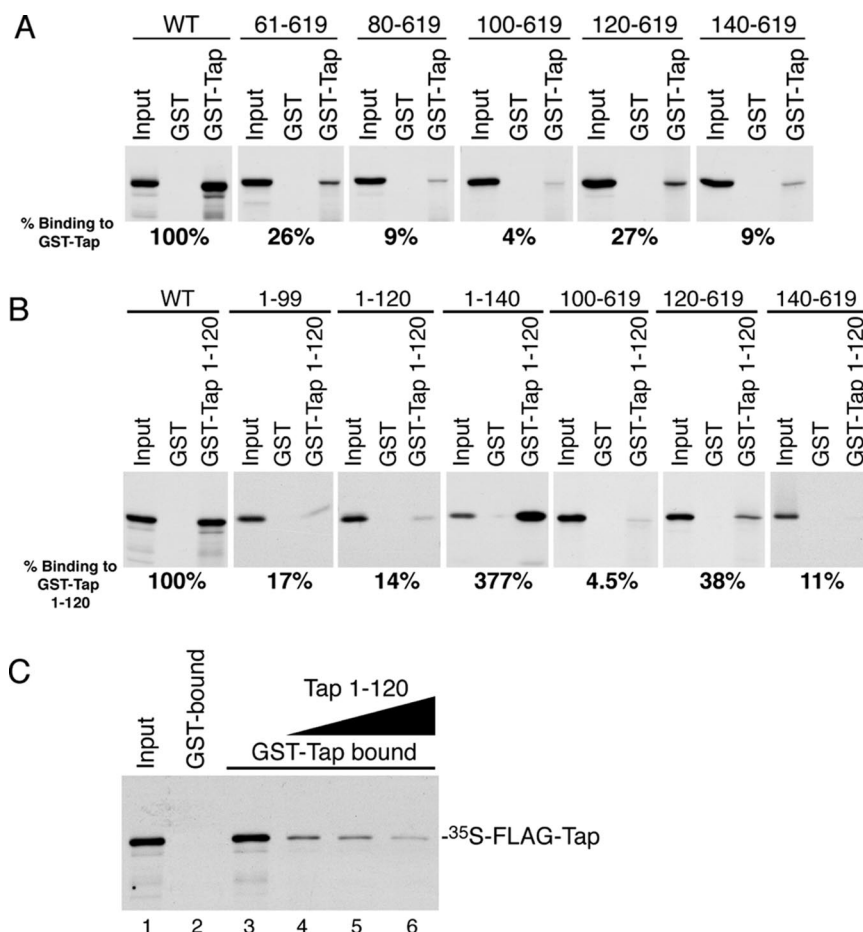 A
WT 61-619 80-619 100-619 120-619 140-619
Input GST GST-Tap Input GST GST-Tap Input GST GST-Tap Input GST GST-Tap Input GST GST-Tap Input GST GST-Tap
% Binding to
GST-Tap
100% 26% 9% 4% 27% 9%
B
WT 1-99 1-120 1-140 100-619 120-619 140-619
Input GST GST-Tap 1-120 Input GST GST-Tap 1-120 Input GST GST-Tap 1-120 Input GST GST-Tap 1-120 Input GST GST-Tap 1-120 Input GST GST-Tap 1-120 Input GST GST-Tap 1-120
% Binding to
GST-Tap
1-120
100% 17% 14% 377% 4.5% 38% 11%
C
Tap 1-120
Input GST-bound GST-Tap bound
-³⁵S-FLAG-Tap
1 2 3 4 5 6